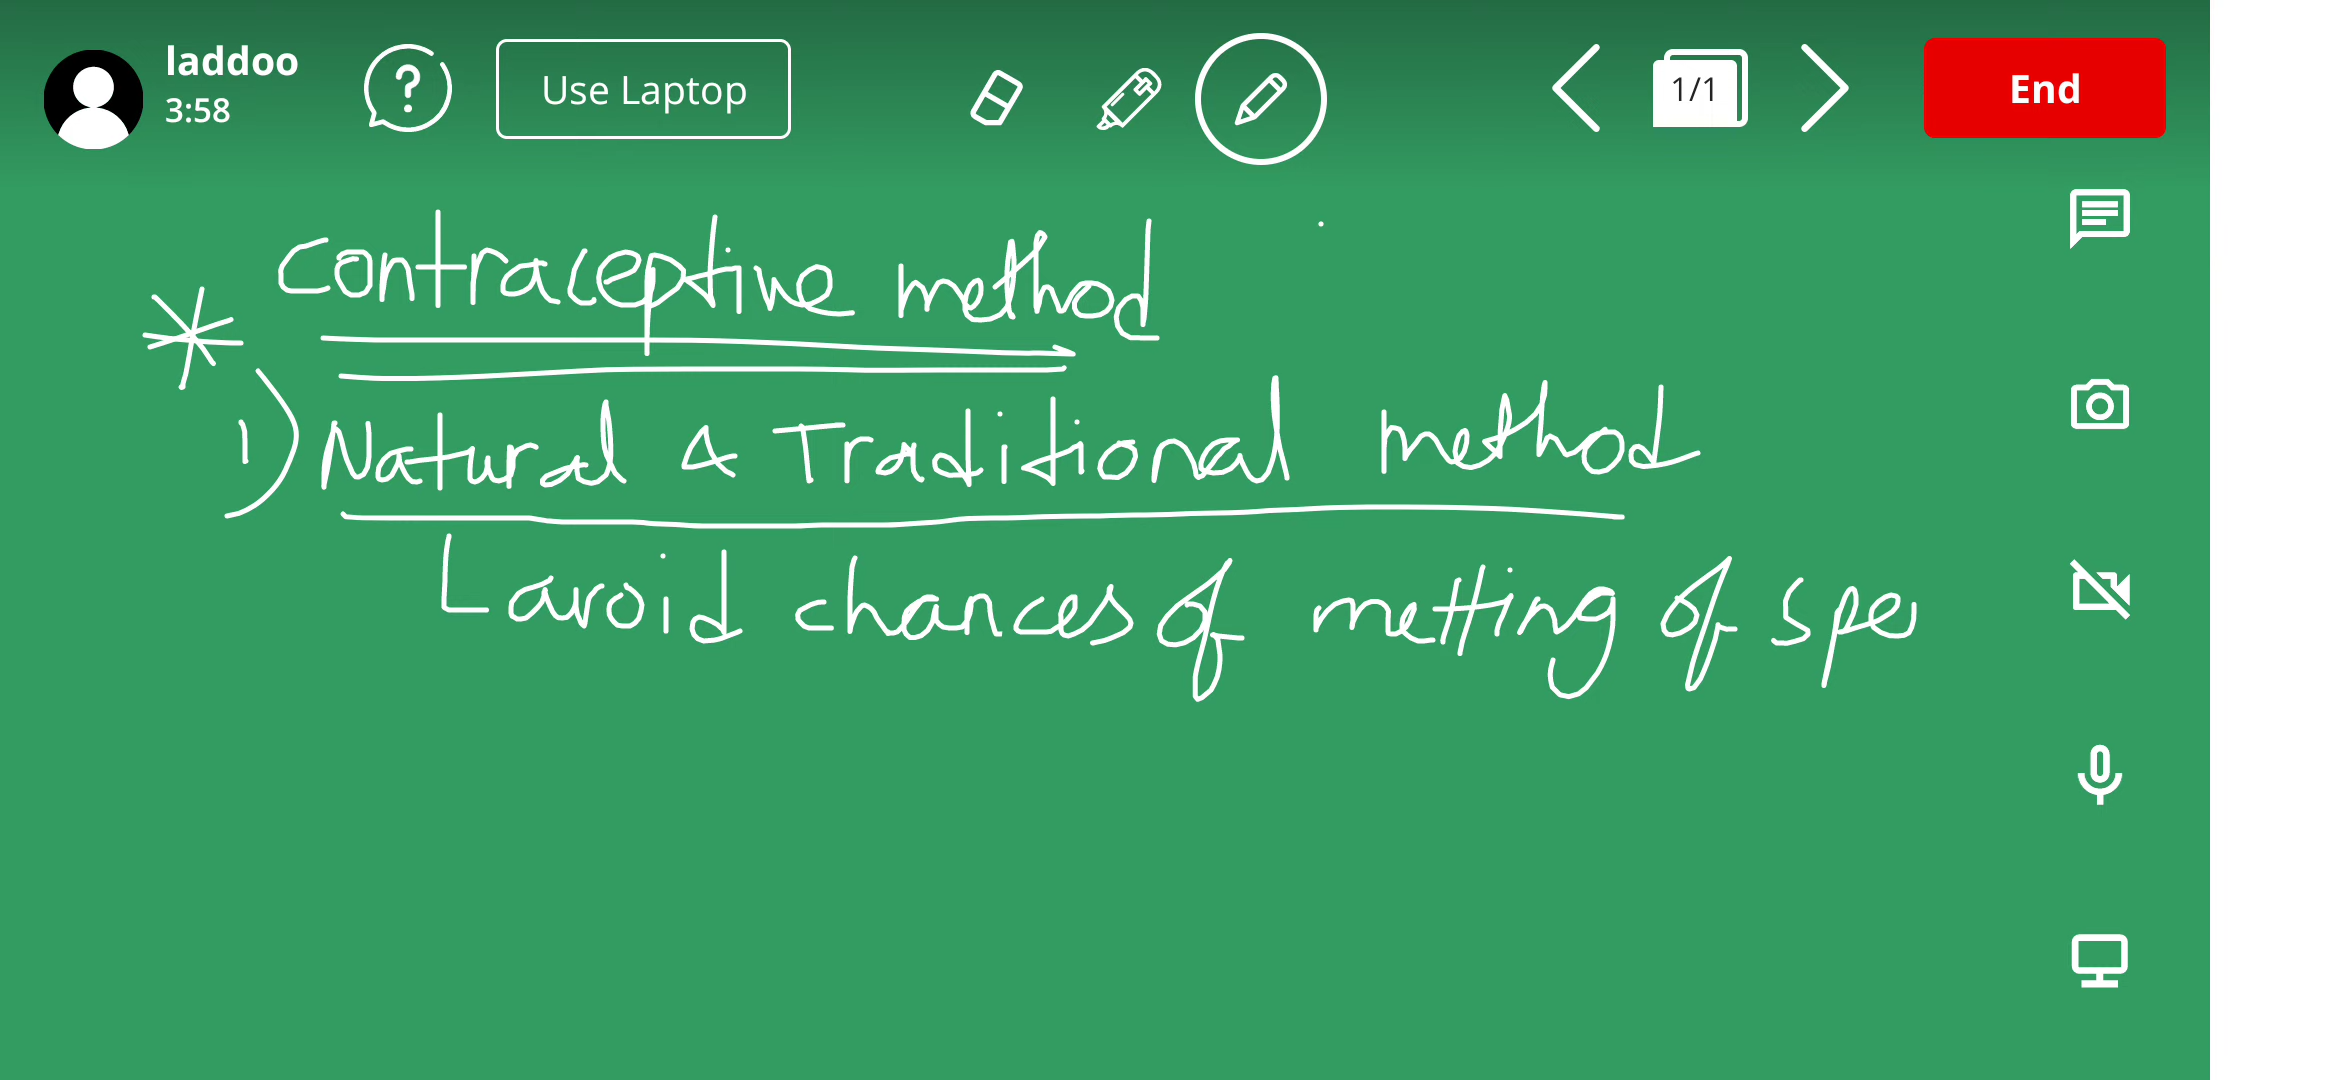 laddoo
3:58
Use Laptop
1/1
End
Contraceptive method
1) Natural & Traditional method
avoid chances of metting of spe